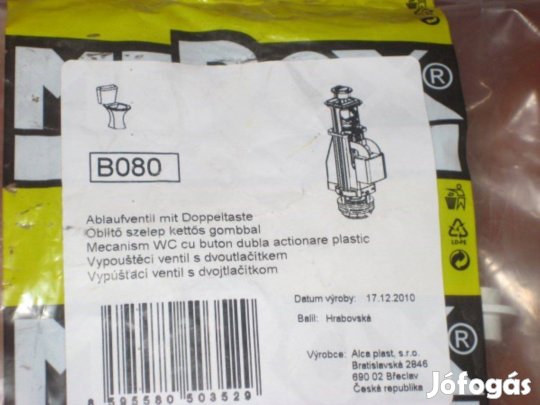 ®
B080
Ablaufventil mit Doppeltaste
Öblítő szelep kettős gombbal
Mecanism WC cu buton dubla actionare plastic
Vypouštěcí ventil s dvoutlačítkem
Vypúšťací ventil s dvojtlačítkom
LD-PE
Datum výroby: 17.12.2010
Balil: Hrabovská
Výrobce: Alca plast, s.r.o.
Bratislavská 2846
690 02 Břeclav
Česká republika
8 595580 503529
®
Jófogás